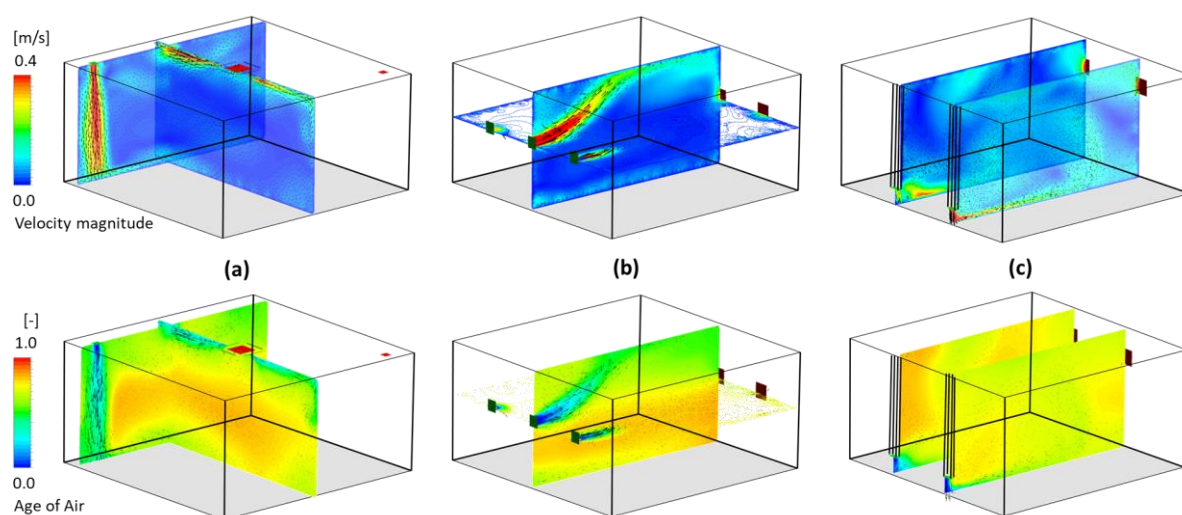 [m/s]
0.4
0.0
Velocity magnitude
(a)
(b)
(c)
[-]
1.0
0.0
Age of Air